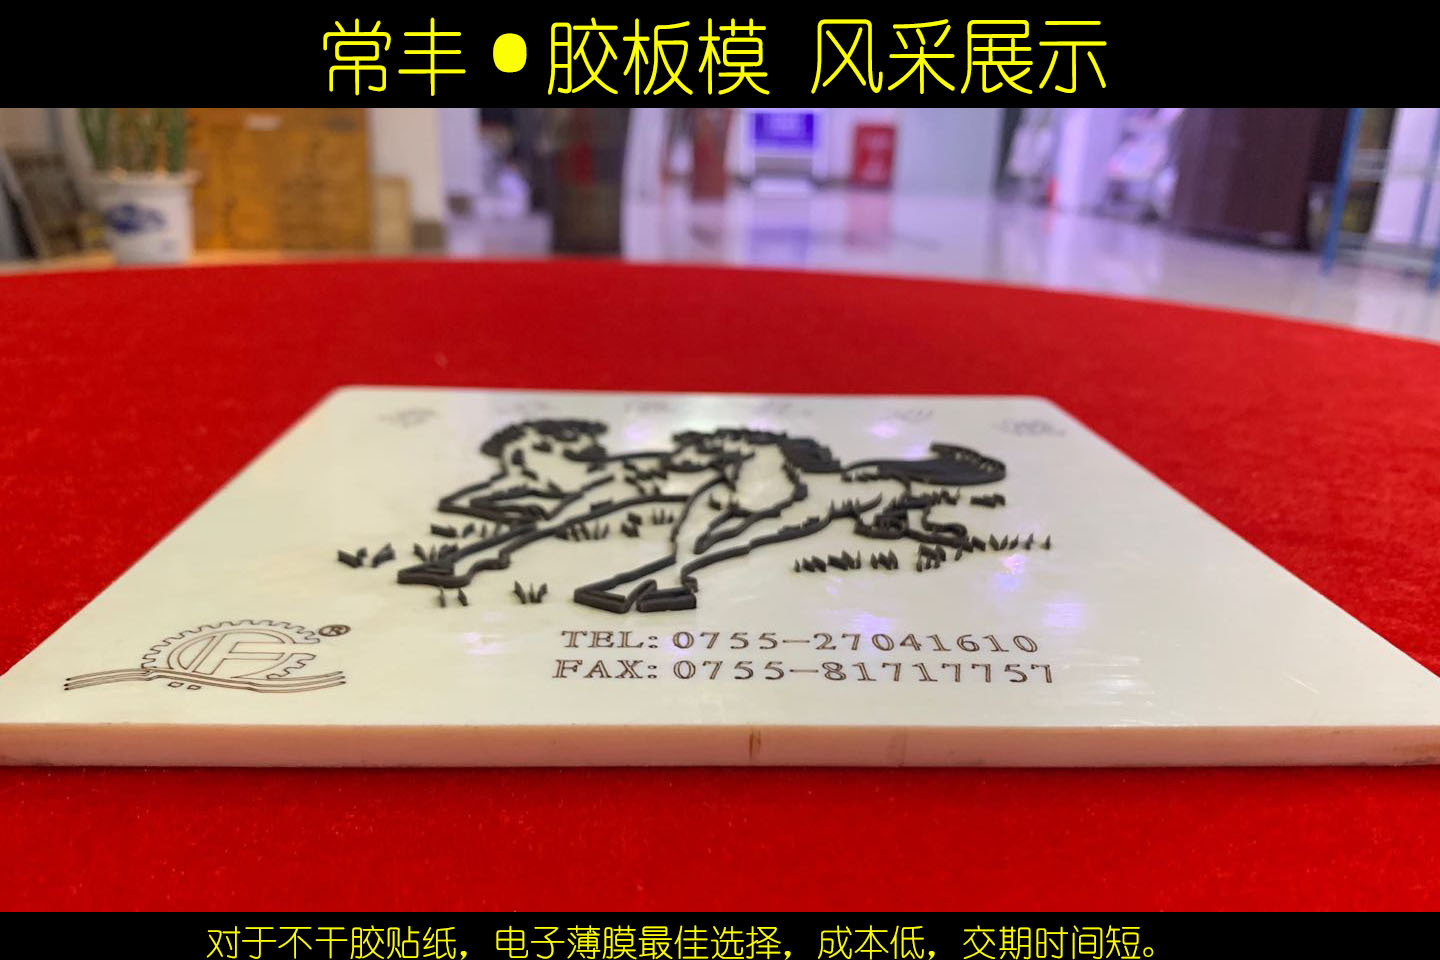 常丰●胶板模 风采展示
®
TEL: 0755-27041610
FAX: 0755-81717757
对于不干胶贴纸，电子薄膜最佳选择，成本低，交期时间短。